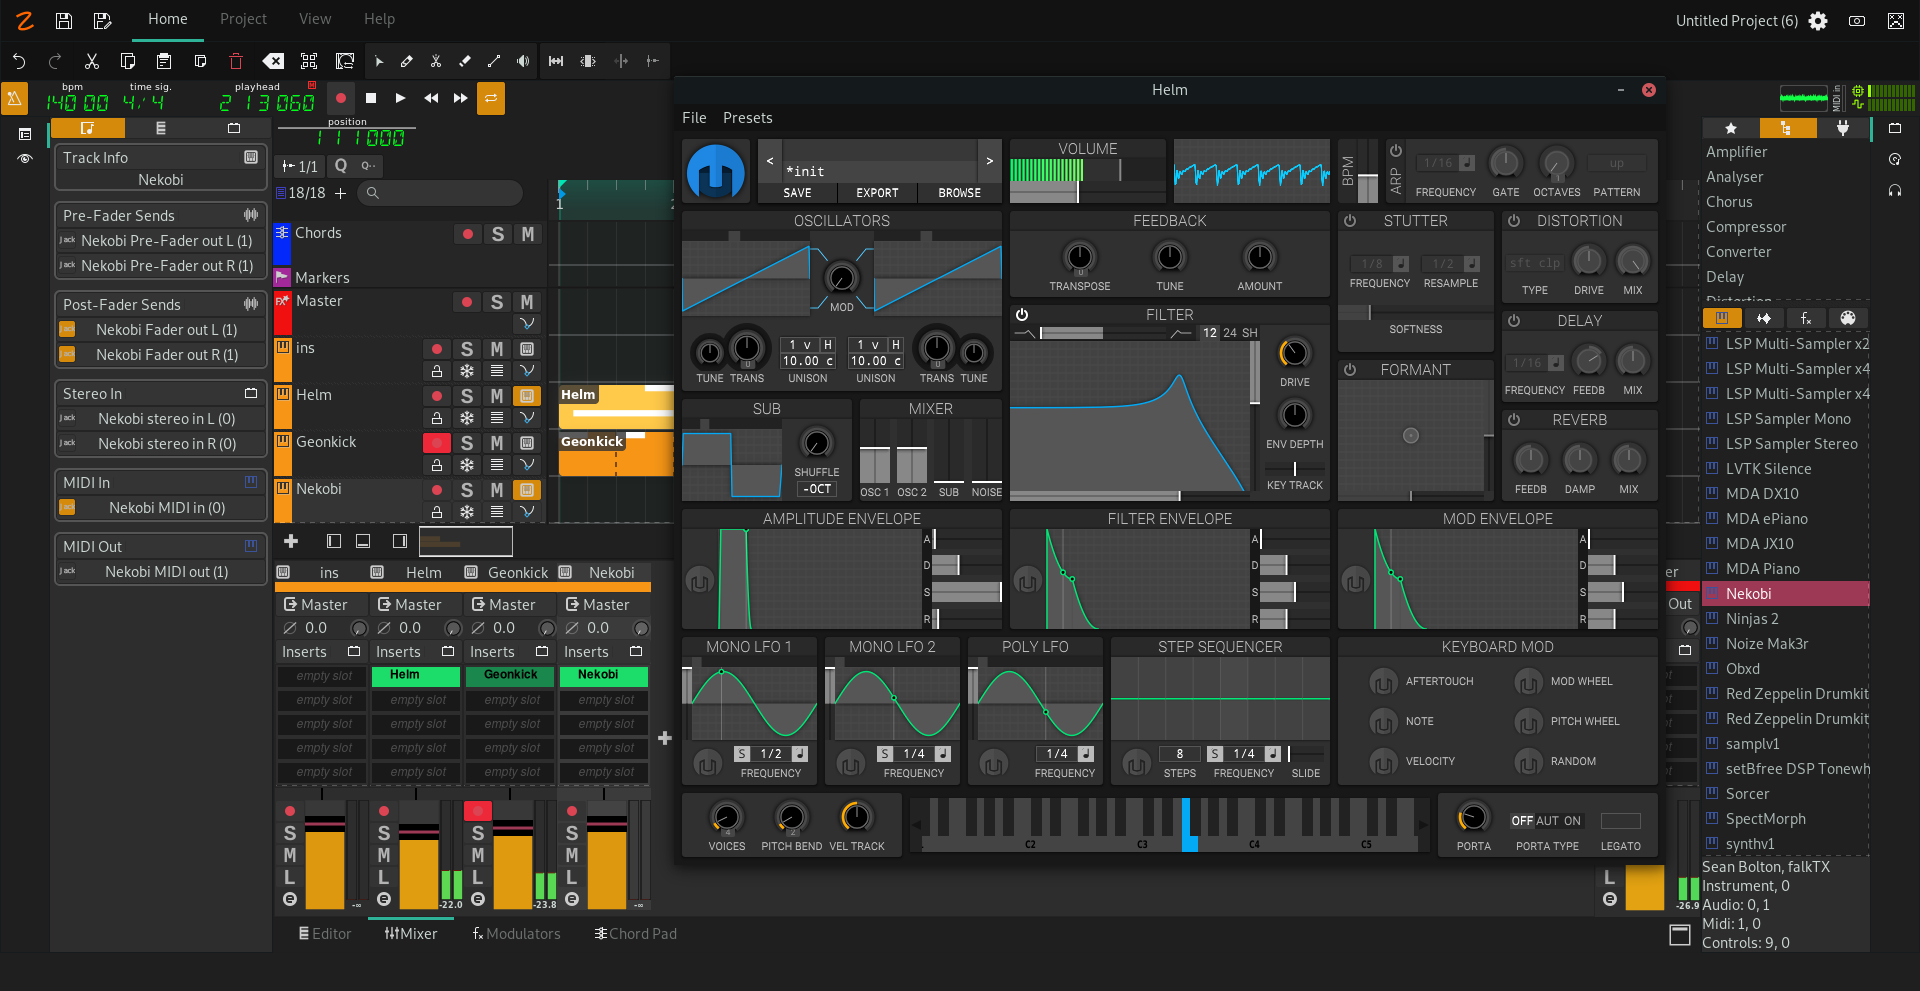 Home Project View Help
Untitled Project (6)
bpm
140 00
time sig.
4/4
playhead
2 1 3 060
MIDI in
position
1 1 1 000
Track Info
Nekobi
Pre-Fader Sends
Nekobi Pre-Fader out L (1)
Nekobi Pre-Fader out R (1)
Post-Fader Sends
Nekobi Fader out L (1)
Nekobi Fader out R (1)
Stereo In
Nekobi stereo in L (0)
Nekobi stereo in R (0)
MIDI In
Nekobi MIDI in (0)
MIDI Out
Nekobi MIDI out (1)
1/1 Q
18/18 +
1
Chords S M
Markers
Master S M
ins S M
Helm S M
Geonkick S M
Nekobi S M
Helm
Geonkick
ins Helm Geonkick Nekobi
Master Master Master Master
0.0 0.0 0.0 0.0
Inserts Inserts Inserts Inserts
empty slot Helm Geonkick Nekobi
empty slot empty slot empty slot empty slot
empty slot empty slot empty slot empty slot
empty slot empty slot empty slot empty slot
empty slot empty slot empty slot empty slot
S S S S
M M M M
L L L L
-∞ -22.0 -23.8 -∞
Editor Mixer Modulators Chord Pad
Helm
File Presets
< *init >
SAVE EXPORT BROWSE
VOLUME
BPM
ARP
1/16
up
FREQUENCY GATE OCTAVES PATTERN
OSCILLATORS
MOD
1 v H
10.00 c
1 v H
10.00 c
TUNE TRANS UNISON UNISON TRANS TUNE
FEEDBACK
TRANSPOSE TUNE AMOUNT
STUTTER
1/8 1/2
FREQUENCY RESAMPLE
SOFTNESS
DISTORTION
sft clp
TYPE DRIVE MIX
SUB
SHUFFLE
-OCT
MIXER
OSC 1 OSC 2 SUB NOISE
FILTER
12 24 SH
DRIVE
ENV DEPTH
KEY TRACK
FORMANT
DELAY
1/16
FREQUENCY FEEDB MIX
REVERB
FEEDB DAMP MIX
AMPLITUDE ENVELOPE
A
D
S
R
FILTER ENVELOPE
A
D
S
R
MOD ENVELOPE
A
D
S
R
MONO LFO 1
S 1/2
FREQUENCY
MONO LFO 2
S 1/4
FREQUENCY
POLY LFO
1/4
FREQUENCY
STEP SEQUENCER
8 S 1/4
STEPS FREQUENCY SLIDE
KEYBOARD MOD
AFTERTOUCH MOD WHEEL
NOTE PITCH WHEEL
VELOCITY RANDOM
4 2
VOICES PITCH BEND VEL TRACK
C2 C3 C4 C5
OFF AUT ON
PORTA PORTA TYPE LEGATO
er
Out
L
-26.9
Amplifier
Analyser
Chorus
Compressor
Converter
Delay
Distortion
LSP Multi-Sampler x2
LSP Multi-Sampler x4
LSP Multi-Sampler x4
LSP Sampler Mono
LSP Sampler Stereo
LVTK Silence
MDA DX10
MDA ePiano
MDA JX10
MDA Piano
Nekobi
Ninjas 2
Noize Mak3r
Obxd
Red Zeppelin Drumkit
Red Zeppelin Drumkit
samplv1
setBfree DSP Tonewh
Sorcer
SpectMorph
synthv1
Sean Bolton, falkTX
Instrument, 0
Audio: 0, 1
Midi: 1, 0
Controls: 9, 0